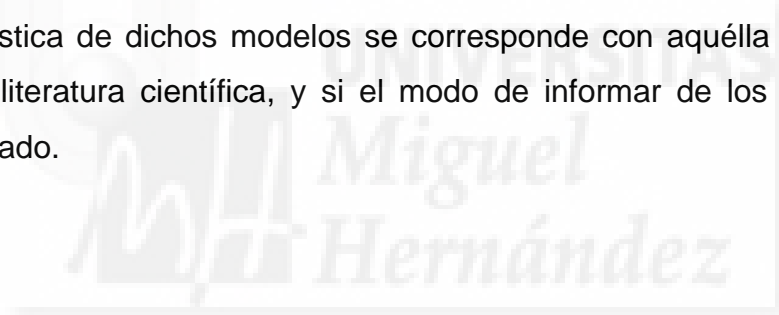 stica de dichos modelos se corresponde con aquélla
literatura científica, y si el modo de informar de los
ado.
UNIVERSITAS
Miguel
Hernández